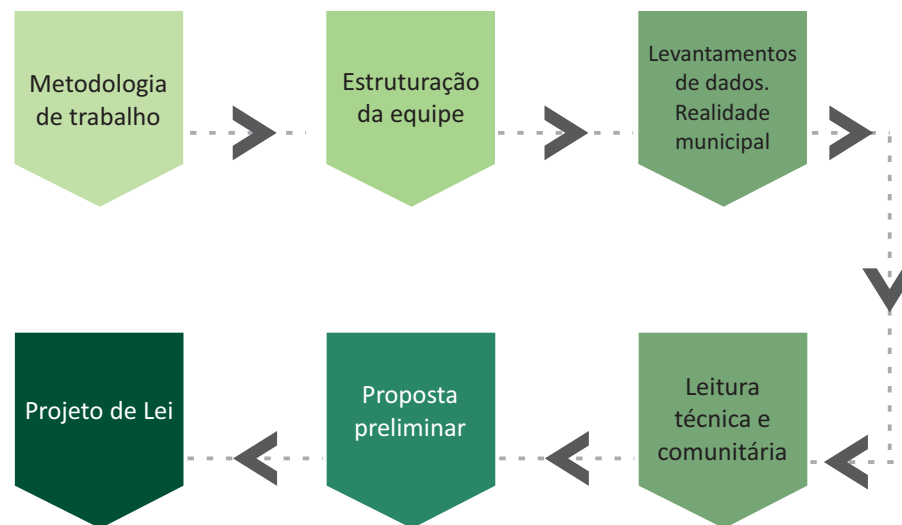 Metodologia
de trabalho
Estruturação
da equipe
Levantamentos
de dados.
Realidade
municipal
Leitura
técnica e
comunitária
Proposta
preliminar
Projeto de Lei